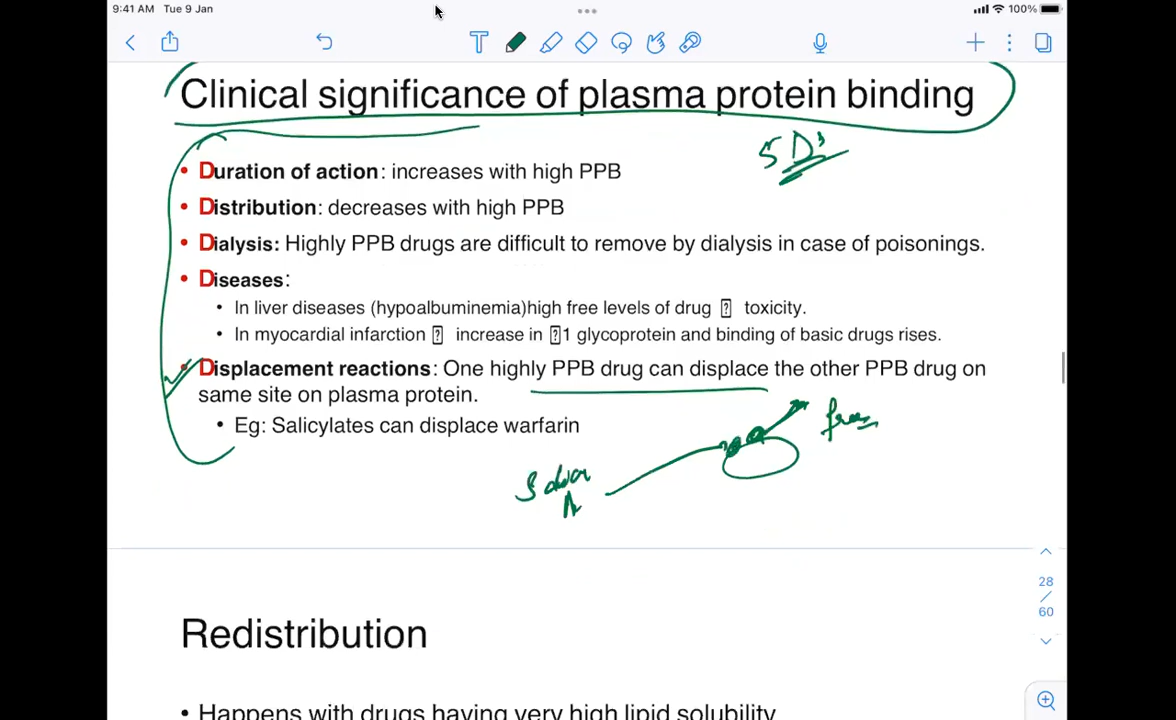 9:41 AM Tue 9 Jan
100%
Clinical significance of plasma protein binding
5 D's
• Duration of action: increases with high PPB
• Distribution: decreases with high PPB
• Dialysis: Highly PPB drugs are difficult to remove by dialysis in case of poisonings.
• Diseases:
• In liver diseases (hypoalbuminemia)high free levels of drug ⍰ toxicity.
• In myocardial infarction ⍰ increase in ⍰1 glycoprotein and binding of basic drugs rises.
• Displacement reactions: One highly PPB drug can displace the other PPB drug on
same site on plasma protein.
• Eg: Salicylates can displace warfarin
free
28
/
60
Redistribution
• Happens with drugs having very high lipid solubility